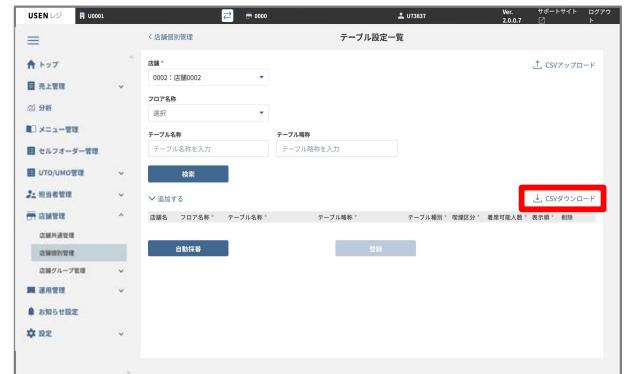 USENレジ U0001 0000 U73837 Ver. 2.0.0.7 サポートサイト ログアウト
店舗個別管理 テーブル設定一覧
トップ
売上管理
分析
メニュー管理
セルフオーダー管理
UTO/UMO管理
担当者管理
店舗管理
店舗共通管理
店舗個別管理
店舗グループ管理
運用管理
お知らせ設定
設定
店舗 *
CSVアップロード
0002：店舗0002
フロア名称
選択
テーブル名称 テーブル略称
テーブル名称を入力 テーブル略称を入力
検索
追加する CSVダウンロード
店舗名 フロア名称 * テーブル名称 * テーブル略称 * テーブル種別 * 喫煙区分 * 着席可能人数 * 表示順 * 削除
自動採番 登録